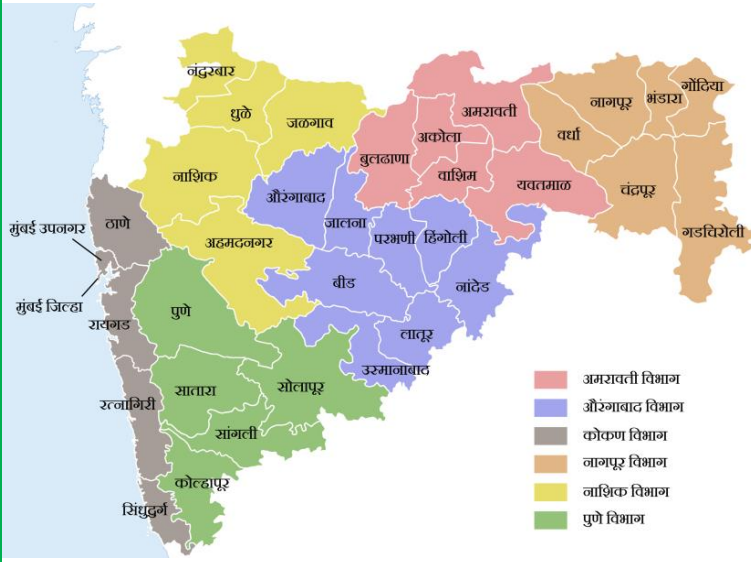 नंदुरबार
धुळे
जळगाव
नाशिक
अहमदनगर
औरंगाबाद
जालना
परभणी
हिंगोली
बीड
नांदेड
लातूर
उस्मानाबाद
बुलढाणा
अकोला
अमरावती
वाशिम
यवतमाळ
वर्धा
नागपूर
भंडारा
गोंदिया
चंद्रपूर
गडचिरोली
ठाणे
मुंबई उपनगर
मुंबई जिल्हा
रायगड
रत्नागिरी
सिंधुदुर्ग
पुणे
सातारा
सोलापूर
सांगली
कोल्हापूर
अमरावती विभाग
औरंगाबाद विभाग
कोकण विभाग
नागपूर विभाग
नाशिक विभाग
पुणे विभाग